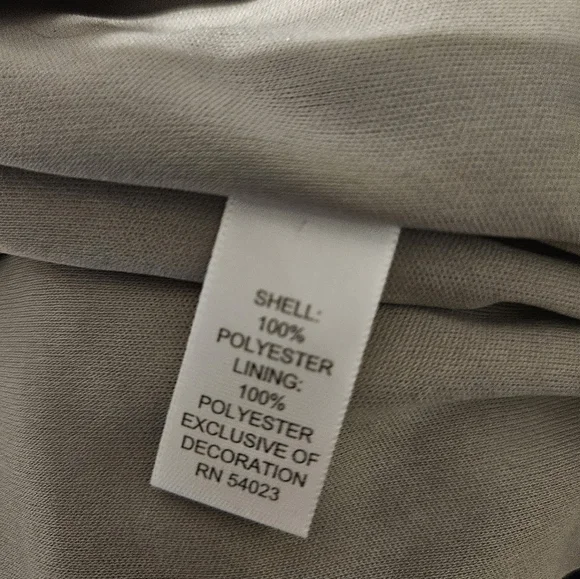 SHELL:
100%
POLYESTER
LINING:
100%
POLYESTER
EXCLUSIVE OF
DECORATION
RN 54023